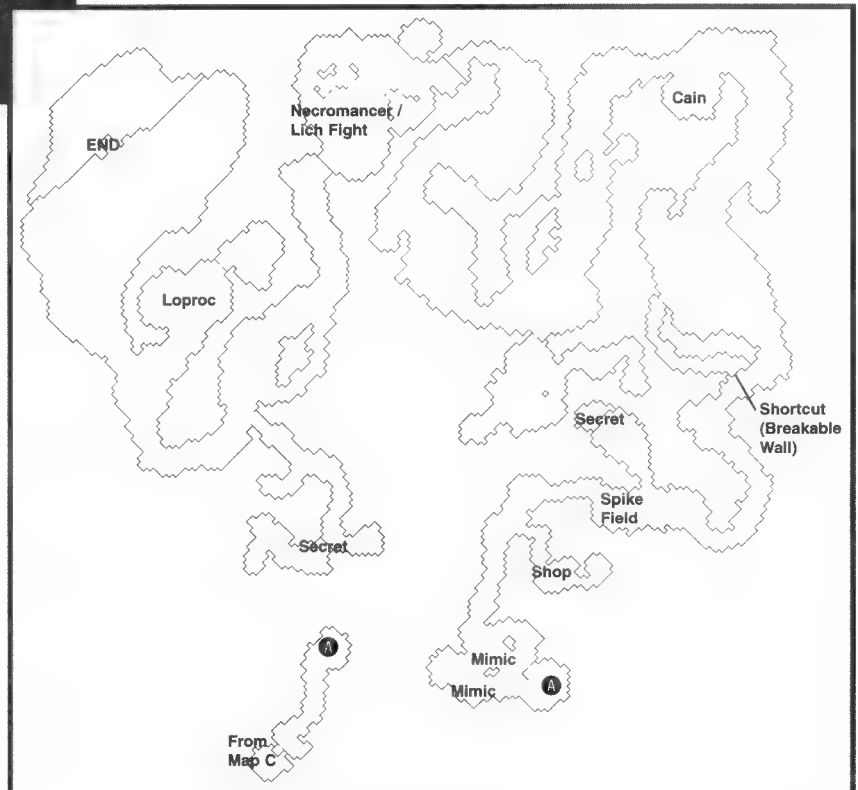 Cain
Necromancer /
Lich Fight
END
Loproc
Shortcut
(Breakable
Wall)
Secret
Spike
Field
Secret
Shop
A
Mimic
A
Mimic
From
Map C